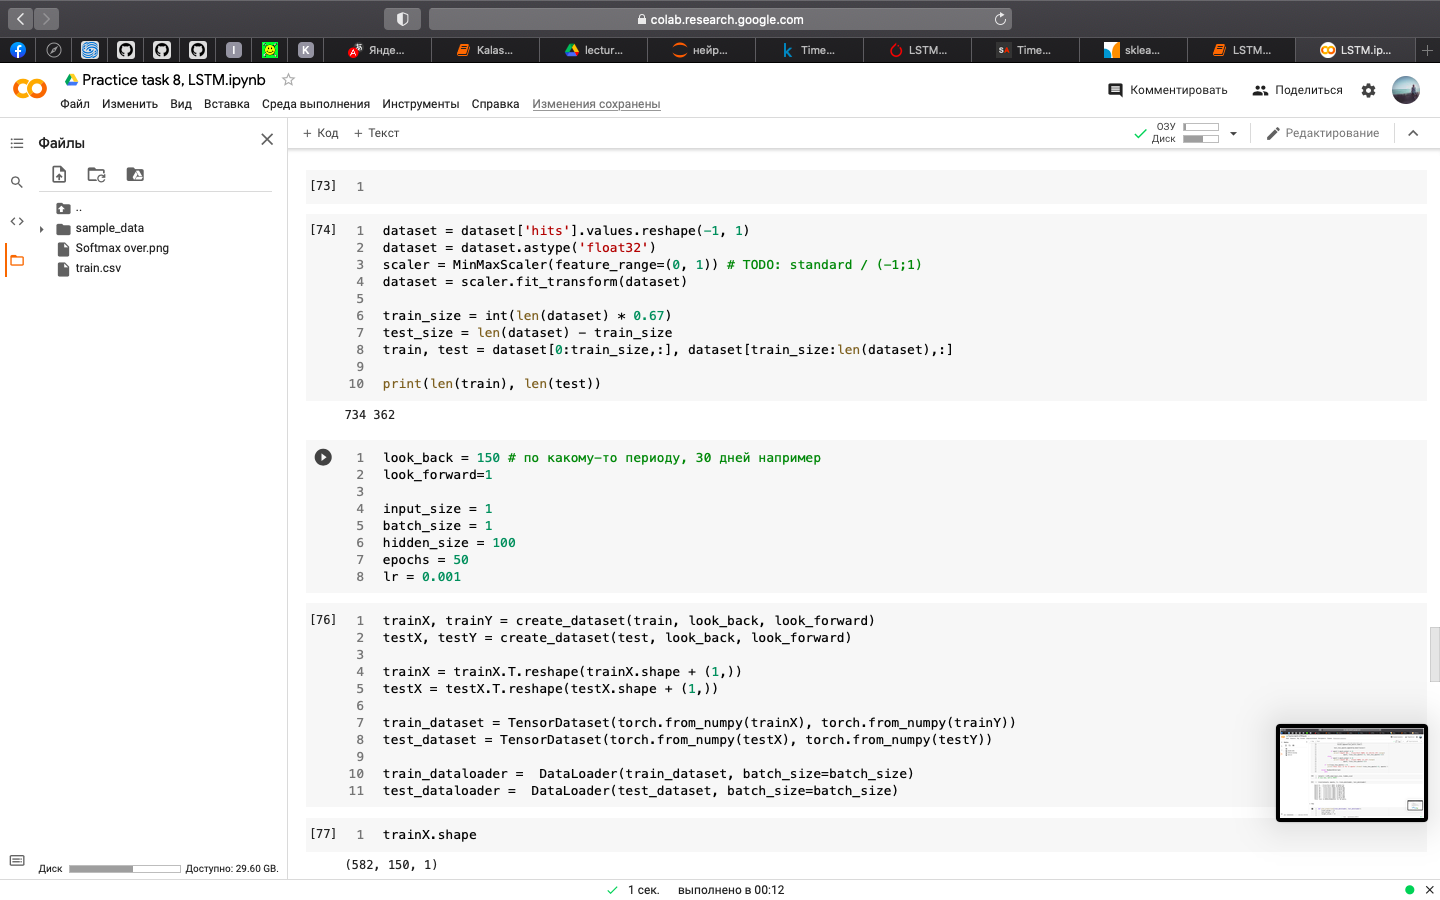 colab.research.google.com
Янде...
Kalas...
lectur...
нейр...
Time...
LSTM...
Time...
sklea...
LSTM...
LSTM.ip...
Practice task 8, LSTM.ipynb
Файл Изменить Вид Вставка Среда выполнения Инструменты Справка Изменения сохранены
Комментировать
Поделиться
Файлы
..
sample_data
Softmax over.png
train.csv
Диск Доступно: 29.60 GB.
+ Код + Текст
ОЗУ
Диск
Редактирование
[73] 1
[74] 1 dataset = dataset['hits'].values.reshape(-1, 1)
2 dataset = dataset.astype('float32')
3 scaler = MinMaxScaler(feature_range=(0, 1)) # TODO: standard / (-1;1)
4 dataset = scaler.fit_transform(dataset)
5
6 train_size = int(len(dataset) * 0.67)
7 test_size = len(dataset) - train_size
8 train, test = dataset[0:train_size,:], dataset[train_size:len(dataset),:]
9
10 print(len(train), len(test))
734 362
1 look_back = 150 # по какому-то периоду, 30 дней например
2 look_forward=1
3
4 input_size = 1
5 batch_size = 1
6 hidden_size = 100
7 epochs = 50
8 lr = 0.001
[76] 1 trainX, trainY = create_dataset(train, look_back, look_forward)
2 testX, testY = create_dataset(test, look_back, look_forward)
3
4 trainX = trainX.T.reshape(trainX.shape + (1,))
5 testX = testX.T.reshape(testX.shape + (1,))
6
7 train_dataset = TensorDataset(torch.from_numpy(trainX), torch.from_numpy(trainY))
8 test_dataset = TensorDataset(torch.from_numpy(testX), torch.from_numpy(testY))
9
10 train_dataloader =  DataLoader(train_dataset, batch_size=batch_size)
11 test_dataloader =  DataLoader(test_dataset, batch_size=batch_size)
[77] 1 trainX.shape
(582, 150, 1)
1 сек. выполнено в 00:12